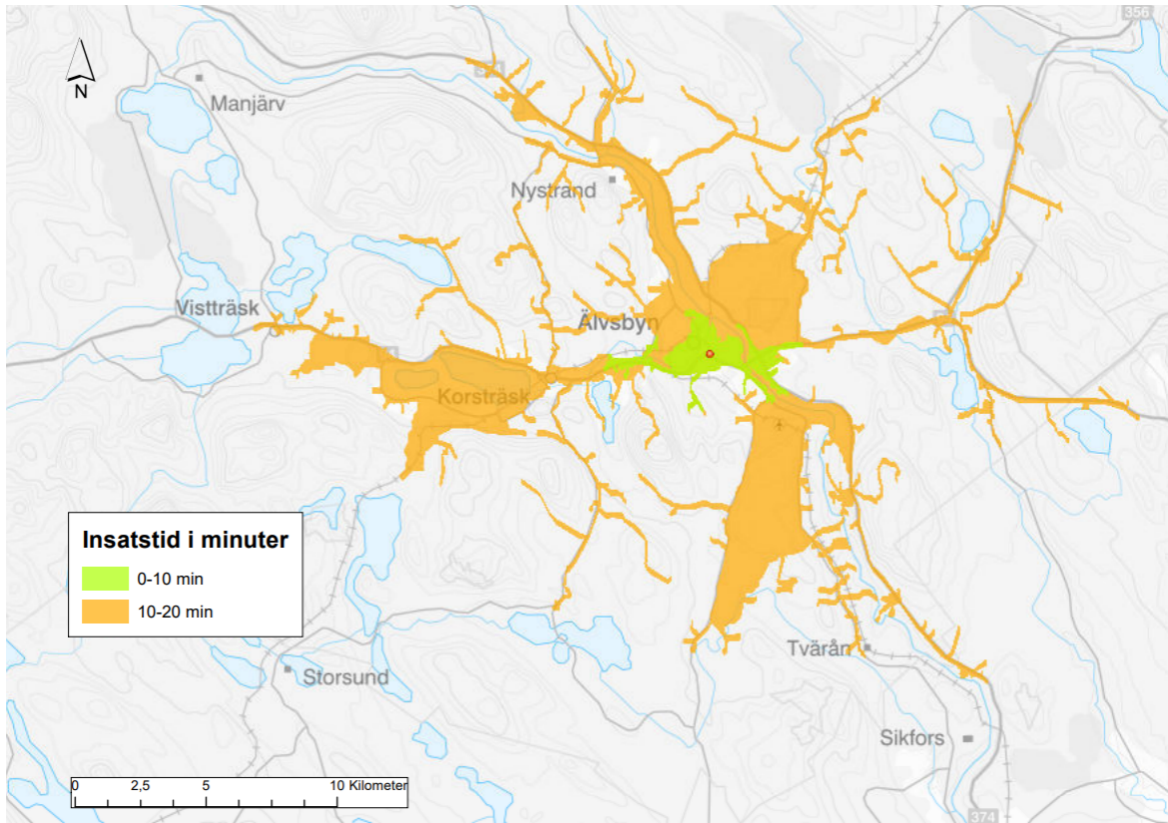 356
N
Manjärv
Nystrand
Vistträsk
Älvsbyn
Korsträsk
Insatstid i minuter
0-10 min
10-20 min
Storsund
Tvärån
Sikfors
0 2,5 5 10 Kilometer
374